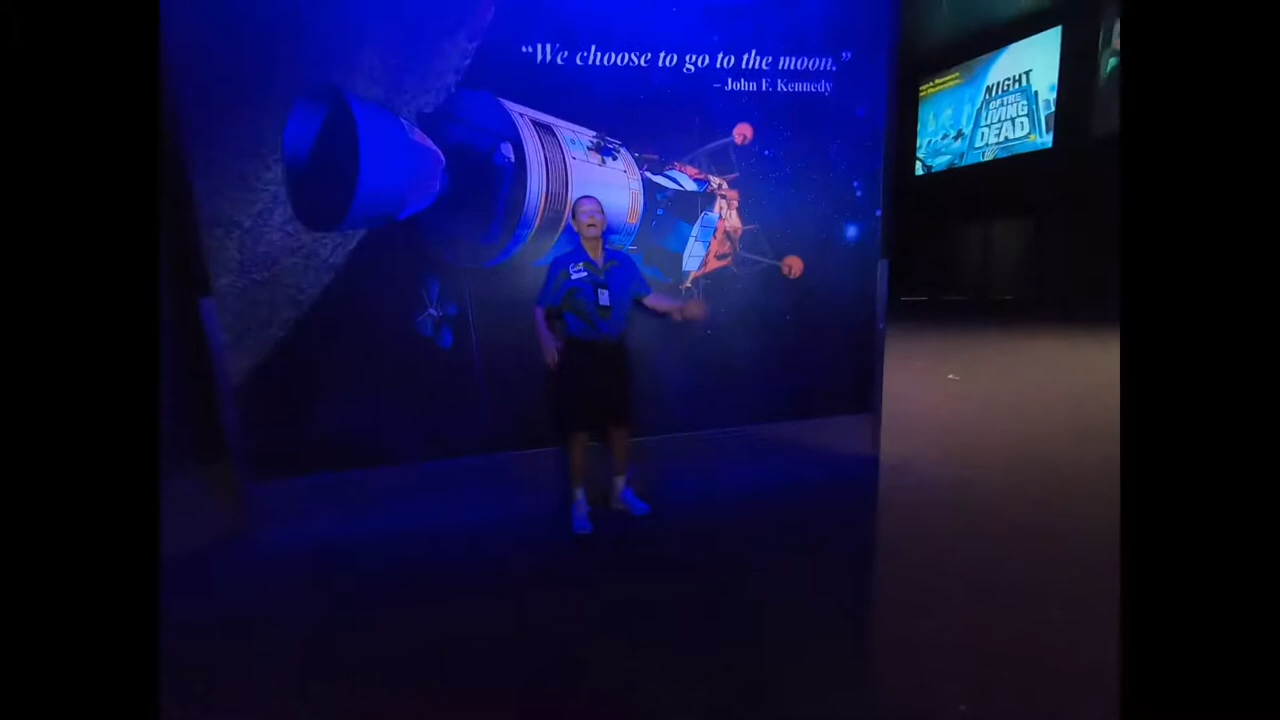 “We choose to go to the moon.”
– John F. Kennedy
NIGHT
OF THE
LIVING
DEAD